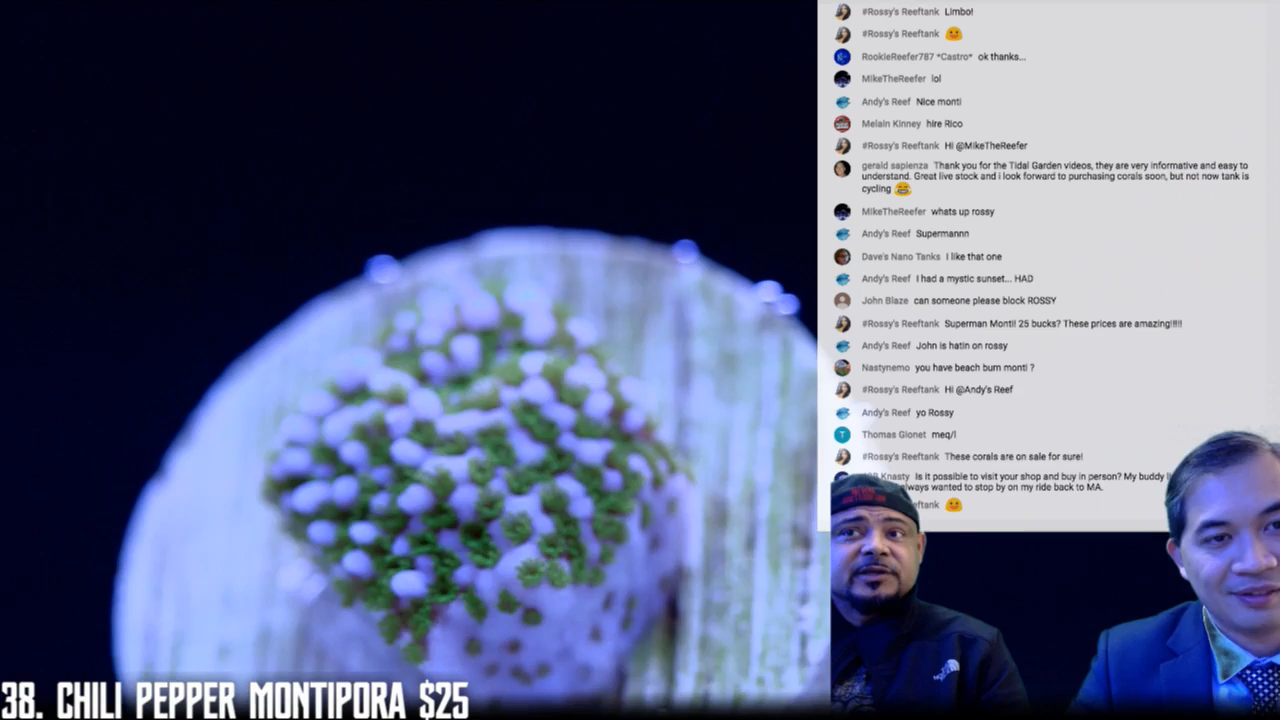 #Rossy's Reeftank Limbo!
#Rossy's Reeftank
RookieReefer787 *Castro* ok thanks...
MikeTheReefer lol
Andy's Reef Nice monti
Melain Kinney hire Rico
#Rossy's Reeftank Hi @MikeTheReefer
gerald sapienza Thank you for the Tidal Garden videos, they are very informative and easy to
understand. Great live stock and i look forward to purchasing corals soon, but not now tank is
cycling
MikeTheReefer whats up rossy
Andy's Reef Supermannn
Dave's Nano Tanks I like that one
Andy's Reef I had a mystic sunset... HAD
John Blaze can someone please block ROSSY
#Rossy's Reeftank Superman Monti! 25 bucks? These prices are amazing!!!!!
Andy's Reef John is hatin on rossy
Nastynemo you have beach bum monti ?
#Rossy's Reeftank Hi @Andy's Reef
Andy's Reef yo Rossy
T Thomas Glonet meq/l
#Rossy's Reeftank These corals are on sale for sure!
Knasty Is it possible to visit your shop and buy in person? My buddy
always wanted to stop by on my ride back to MA.
eftank
38. CHILI PEPPER MONTIPORA $25